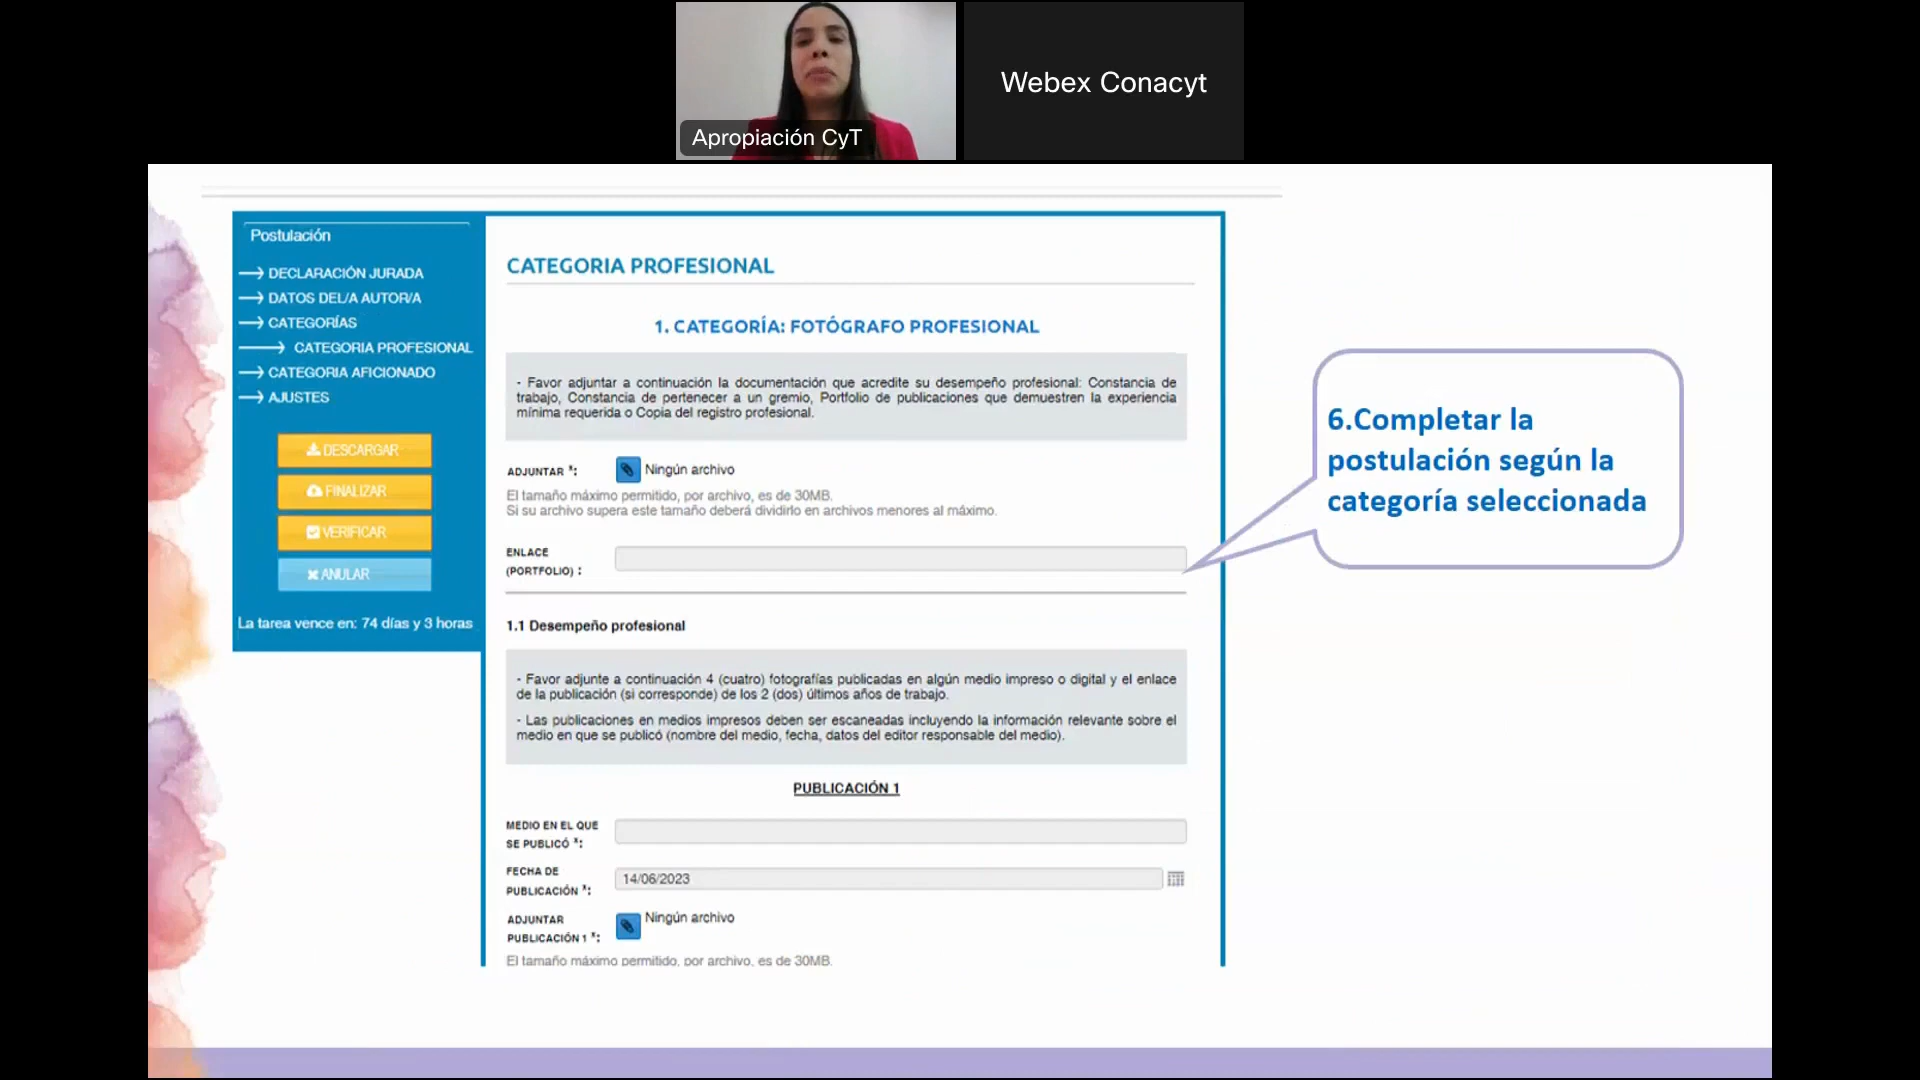 Apropiación CyT
Webex Conacyt
Postulación
DECLARACIÓN JURADA
DATOS DEL/A AUTOR/A
CATEGORÍAS
CATEGORIA PROFESIONAL
CATEGORIA AFICIONADO
AJUSTES
DESCARGAR
FINALIZAR
VERIFICAR
ANULAR
La tarea vence en: 74 días y 3 horas
CATEGORIA PROFESIONAL
1. CATEGORÍA: FOTÓGRAFO PROFESIONAL
- Favor adjuntar a continuación la documentación que acredite su desempeño profesional: Constancia de
trabajo, Constancia de pertenecer a un gremio, Portfolio de publicaciones que demuestren la experiencia
mínima requerida o Copia del registro profesional.
ADJUNTAR *:
Ningún archivo
El tamaño máximo permitido, por archivo, es de 30MB.
Si su archivo supera este tamaño deberá dividirlo en archivos menores al máximo.
ENLACE
(PORTFOLIO) :
1.1 Desempeño profesional
- Favor adjunte a continuación 4 (cuatro) fotografías publicadas en algún medio impreso o digital y el enlace
de la publicación (si corresponde) de los 2 (dos) últimos años de trabajo.
- Las publicaciones en medios impresos deben ser escaneadas incluyendo la información relevante sobre el
medio en que se publicó (nombre del medio, fecha, datos del editor responsable del medio).
PUBLICACIÓN 1
MEDIO EN EL QUE
SE PUBLICÓ *:
FECHA DE
PUBLICACIÓN *:
14/06/2023
ADJUNTAR
PUBLICACIÓN 1 *:
Ningún archivo
El tamaño máximo permitido, por archivo, es de 30MB.
6.Completar la
postulación según la
categoría seleccionada